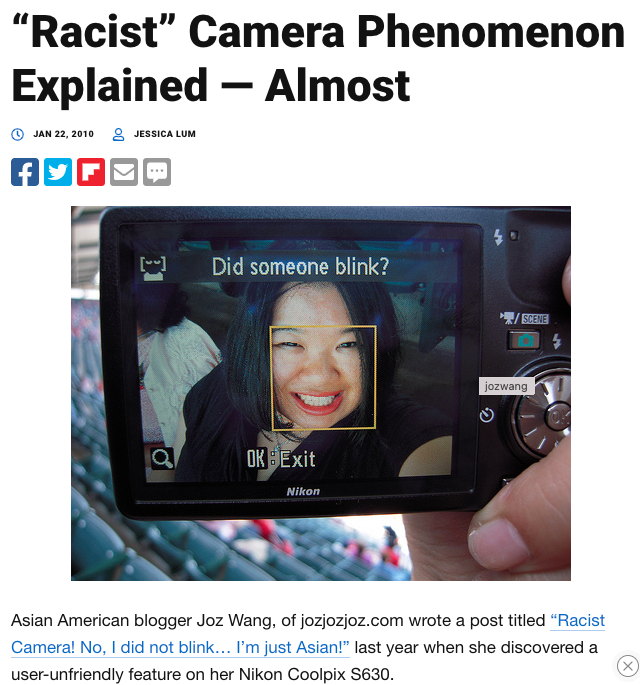 “Racist” Camera Phenomenon
Explained — Almost
JAN 22, 2010 JESSICA LUM
Did someone blink?
SCENE
jozwang
OK:Exit
Nikon
Asian American blogger Joz Wang, of jozjozjoz.com wrote a post titled “Racist
Camera! No, I did not blink… I’m just Asian!” last year when she discovered a
user-unfriendly feature on her Nikon Coolpix S630.